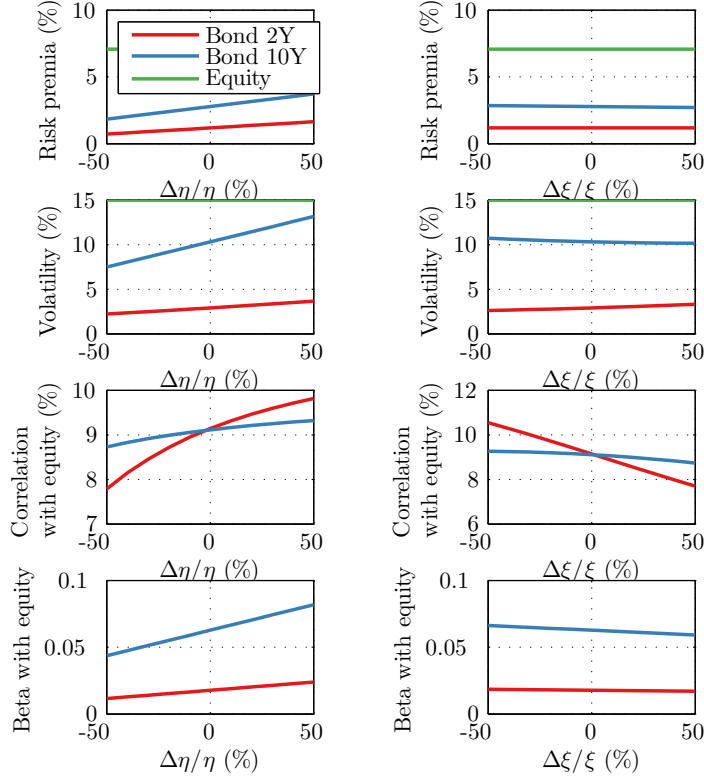 10
5
0
Risk premia (%)
-50
0
50
Δη/η (%)
Bond 2Y
Bond 10Y
Equity
10
5
0
Risk premia (%)
-50
0
50
Δξ/ξ (%)
15
10
5
0
Volatility (%)
-50
0
50
Δη/η (%)
15
10
5
0
Volatility (%)
-50
0
50
Δξ/ξ (%)
10
9
8
7
Correlation
with equity (%)
-50
0
50
Δη/η (%)
12
10
8
6
Correlation
with equity (%)
-50
0
50
Δξ/ξ (%)
0.1
0.05
0
Beta with equity
-50
0
50
Δη/η (%)
0.1
0.05
0
Beta with equity
-50
0
50
Δξ/ξ (%)